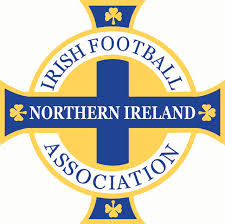 IRISH FOOTBALL
NORTHERN IRELAND
ASSOCIATION